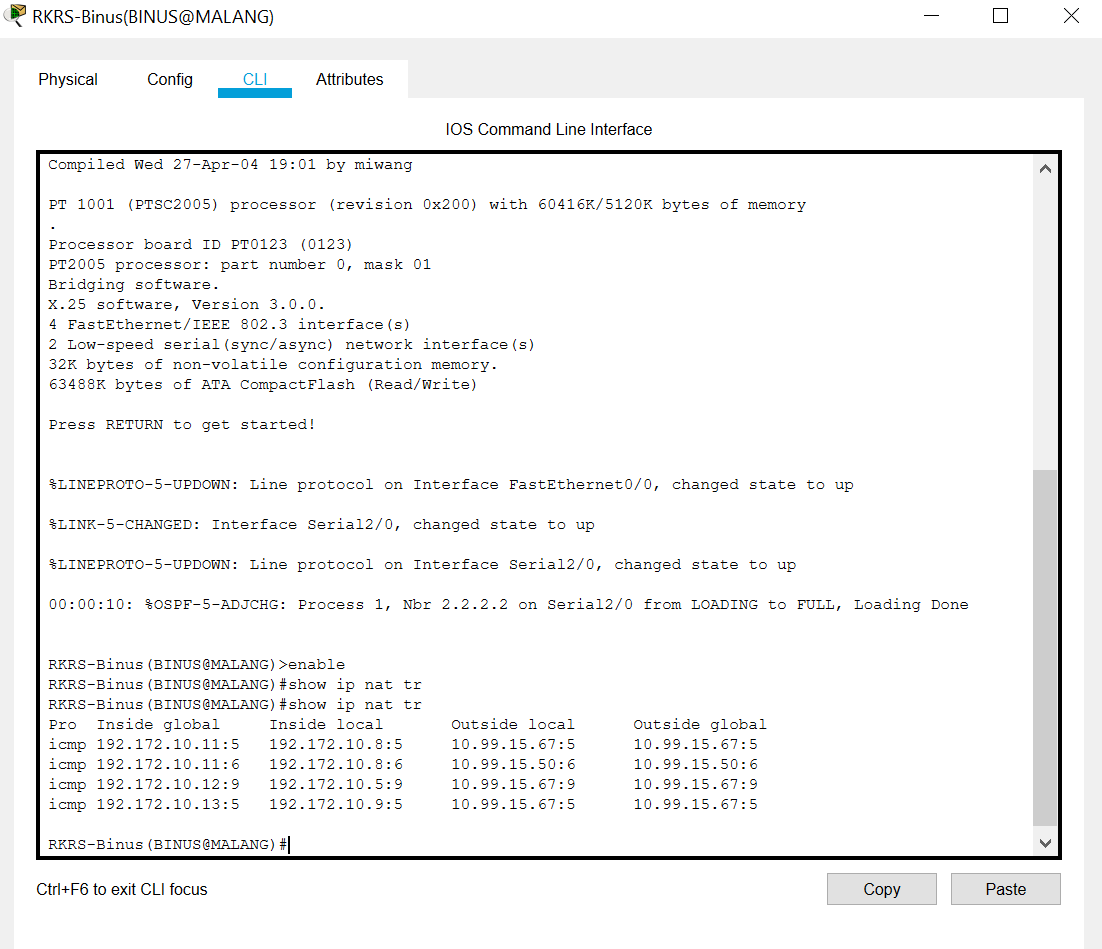 RKRS-Binus(BINUS@MALANG)
Physical Config CLI Attributes
IOS Command Line Interface
Compiled Wed 27-Apr-04 19:01 by miwang
PT 1001 (PTSC2005) processor (revision 0x200) with 60416K/5120K bytes of memory
.
Processor board ID PT0123 (0123)
PT2005 processor: part number 0, mask 01
Bridging software.
X.25 software, Version 3.0.0.
4 FastEthernet/IEEE 802.3 interface(s)
2 Low-speed serial(sync/async) network interface(s)
32K bytes of non-volatile configuration memory.
63488K bytes of ATA CompactFlash (Read/Write)
Press RETURN to get started!
%LINEPROTO-5-UPDOWN: Line protocol on Interface FastEthernet0/0, changed state to up
%LINK-5-CHANGED: Interface Serial2/0, changed state to up
%LINEPROTO-5-UPDOWN: Line protocol on Interface Serial2/0, changed state to up
00:00:10: %OSPF-5-ADJCHG: Process 1, Nbr 2.2.2.2 on Serial2/0 from LOADING to FULL, Loading Done
RKRS-Binus(BINUS@MALANG)>enable
RKRS-Binus(BINUS@MALANG)#show ip nat tr
RKRS-Binus(BINUS@MALANG)#show ip nat tr
Pro  Inside global     Inside local       Outside local      Outside global
icmp 192.172.10.11:5   192.172.10.8:5     10.99.15.67:5      10.99.15.67:5
icmp 192.172.10.11:6   192.172.10.8:6     10.99.15.50:6      10.99.15.50:6
icmp 192.172.10.12:9   192.172.10.5:9     10.99.15.67:9      10.99.15.67:9
icmp 192.172.10.13:5   192.172.10.9:5     10.99.15.67:5      10.99.15.67:5
RKRS-Binus(BINUS@MALANG)#
Ctrl+F6 to exit CLI focus Copy Paste